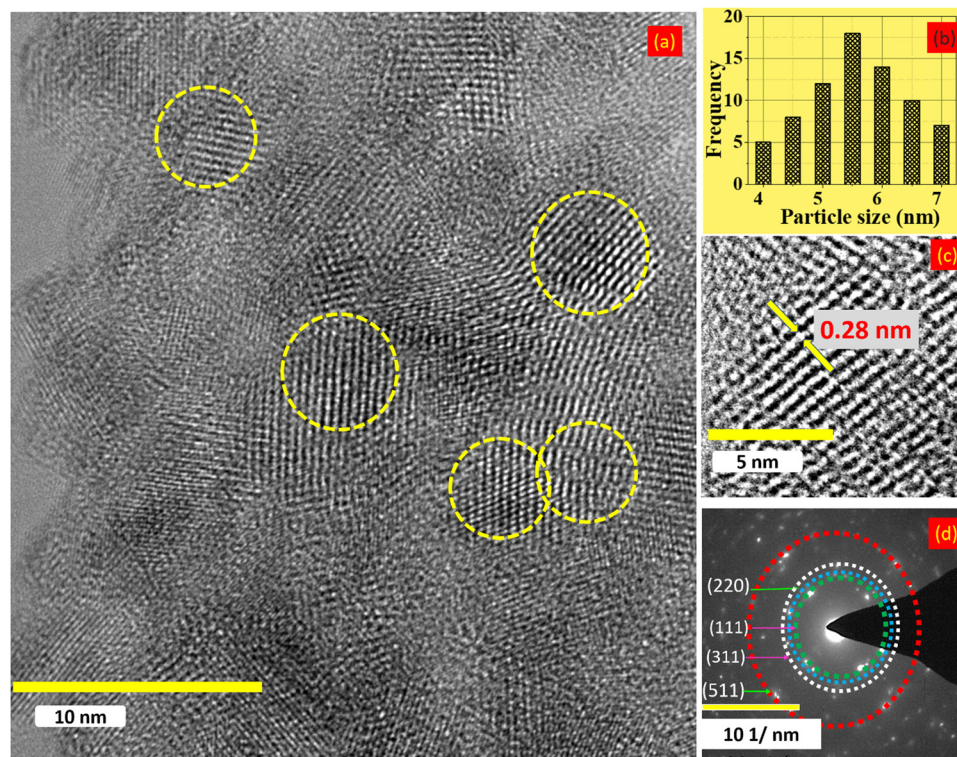 (a)
10 nm
(b)
20
15
10
5
0
Frequency
4 5 6 7
Particle size (nm)
(c)
0.28 nm
5 nm
(d)
(220)
(111)
(311)
(511)
10 1/ nm